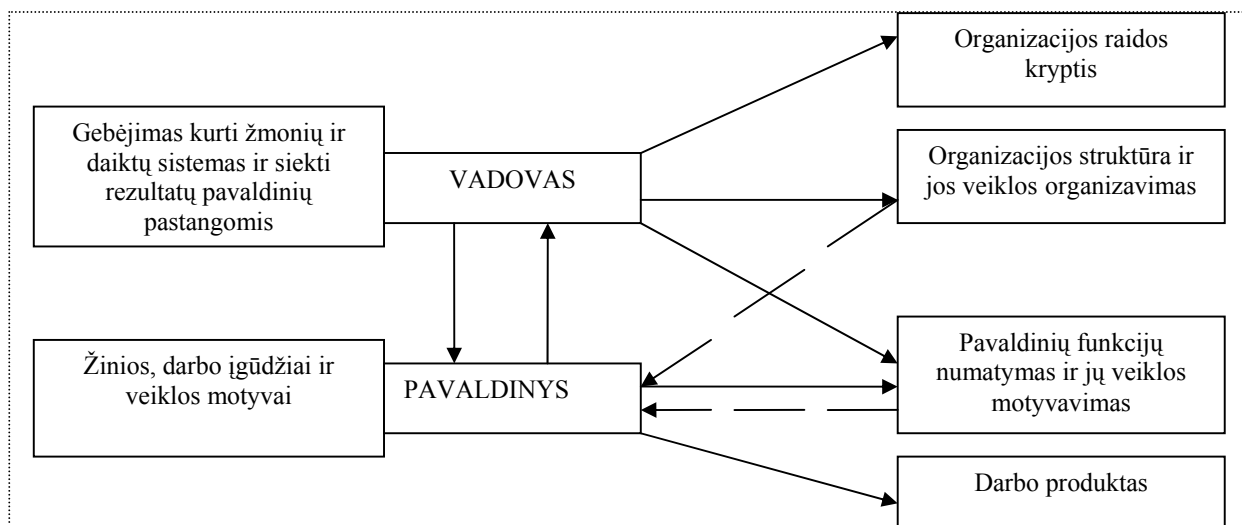 Organizacijos raidos
kryptis
Gebėjimas kurti žmonių ir
daiktų sistemas ir siekti
rezultatų pavaldinių
pastangomis
VADOVAS
Organizacijos struktūra ir
jos veiklos organizavimas
Žinios, darbo įgūdžiai ir
veiklos motyvai
PAVALDINYS
Pavaldinių funkcijų
numatymas ir jų veiklos
motyvavimas
Darbo produktas